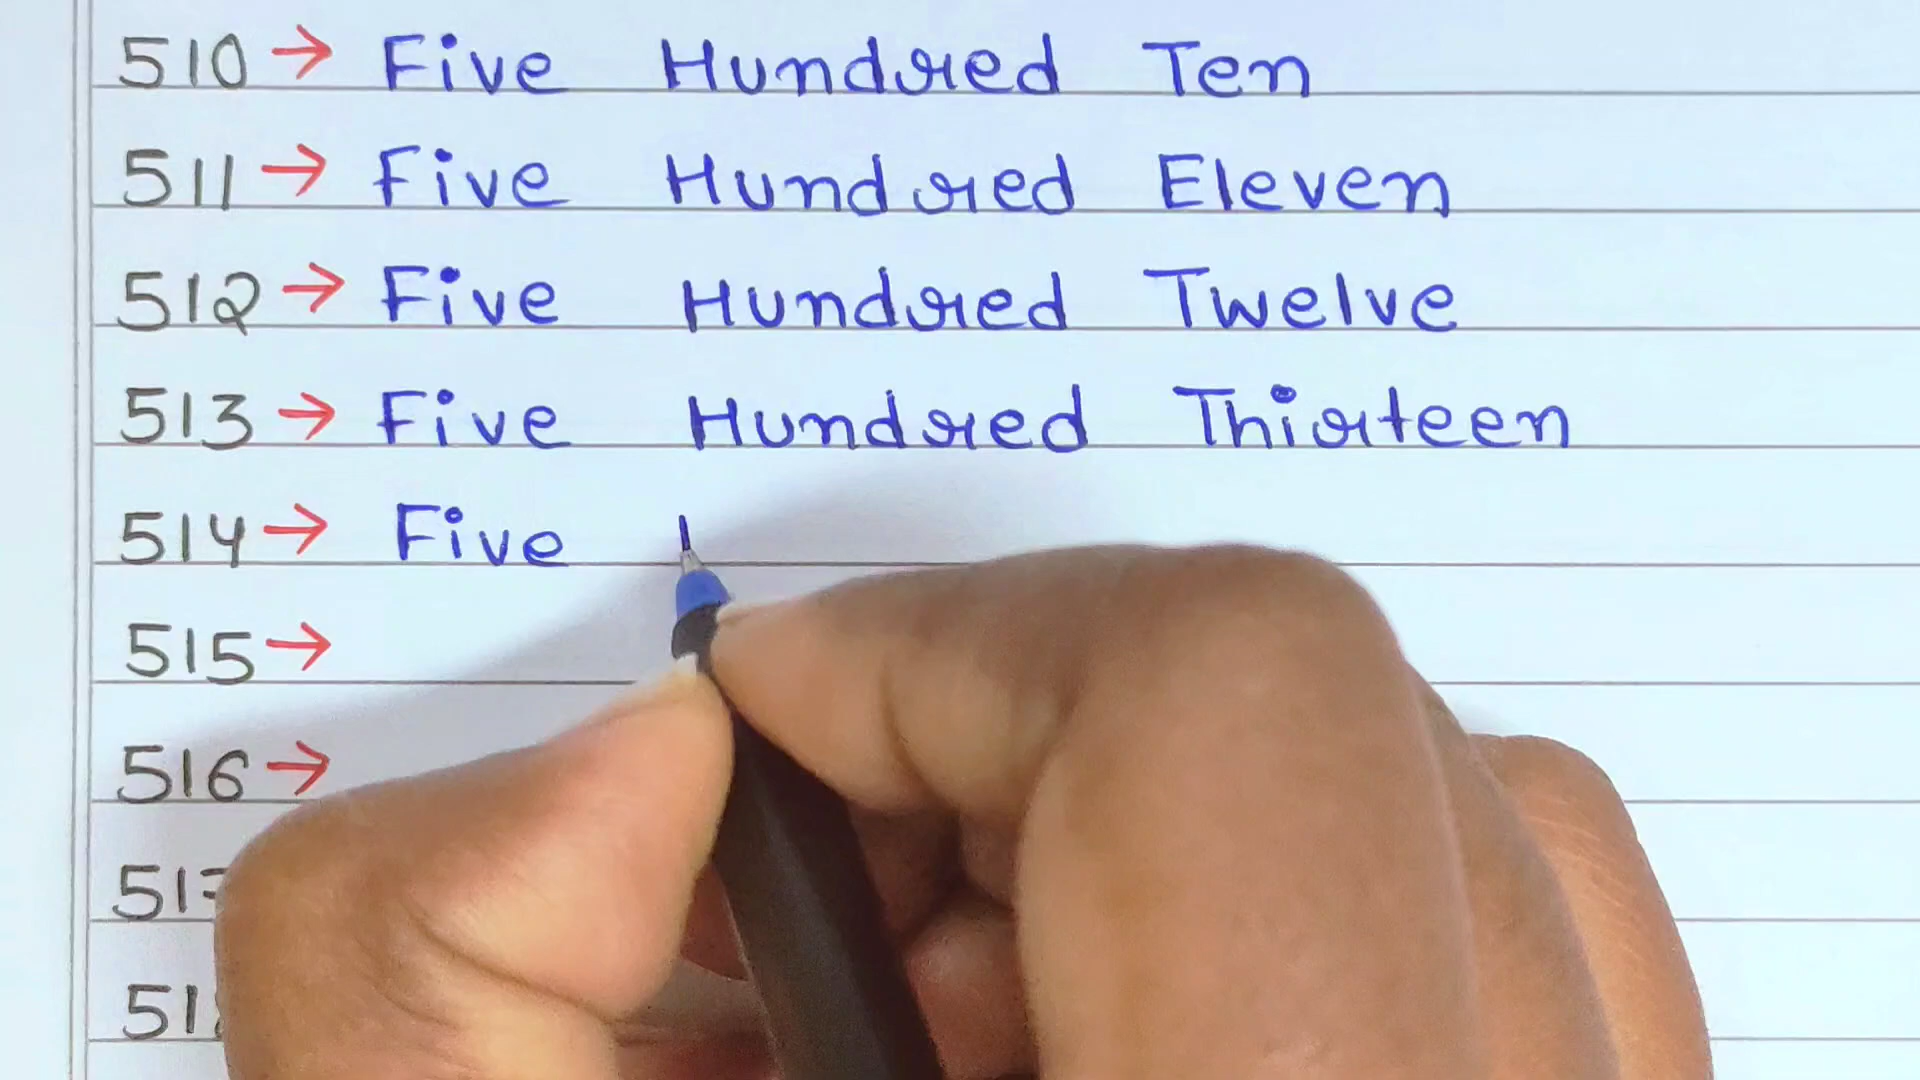 510 → Five Hundred Ten
511 → Five Hundred Eleven
512 → Five Hundred Twelve
513 → Five Hundred Thirteen
514 → Five
515 →
516 →